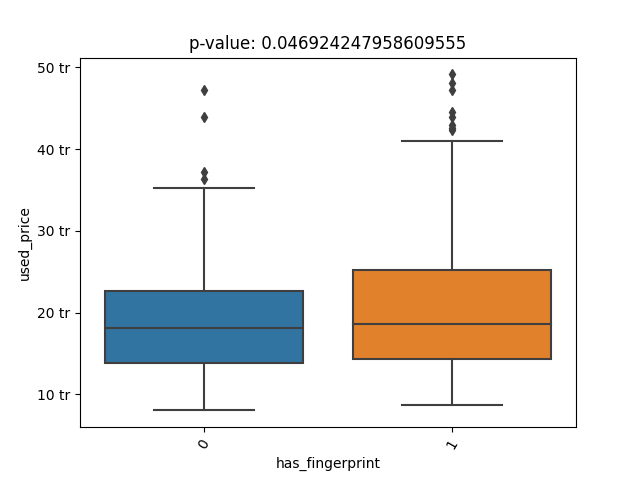 p-value: 0.046924247958609555
50 tr
40 tr
30 tr
20 tr
10 tr
used_price
0
1
has_fingerprint